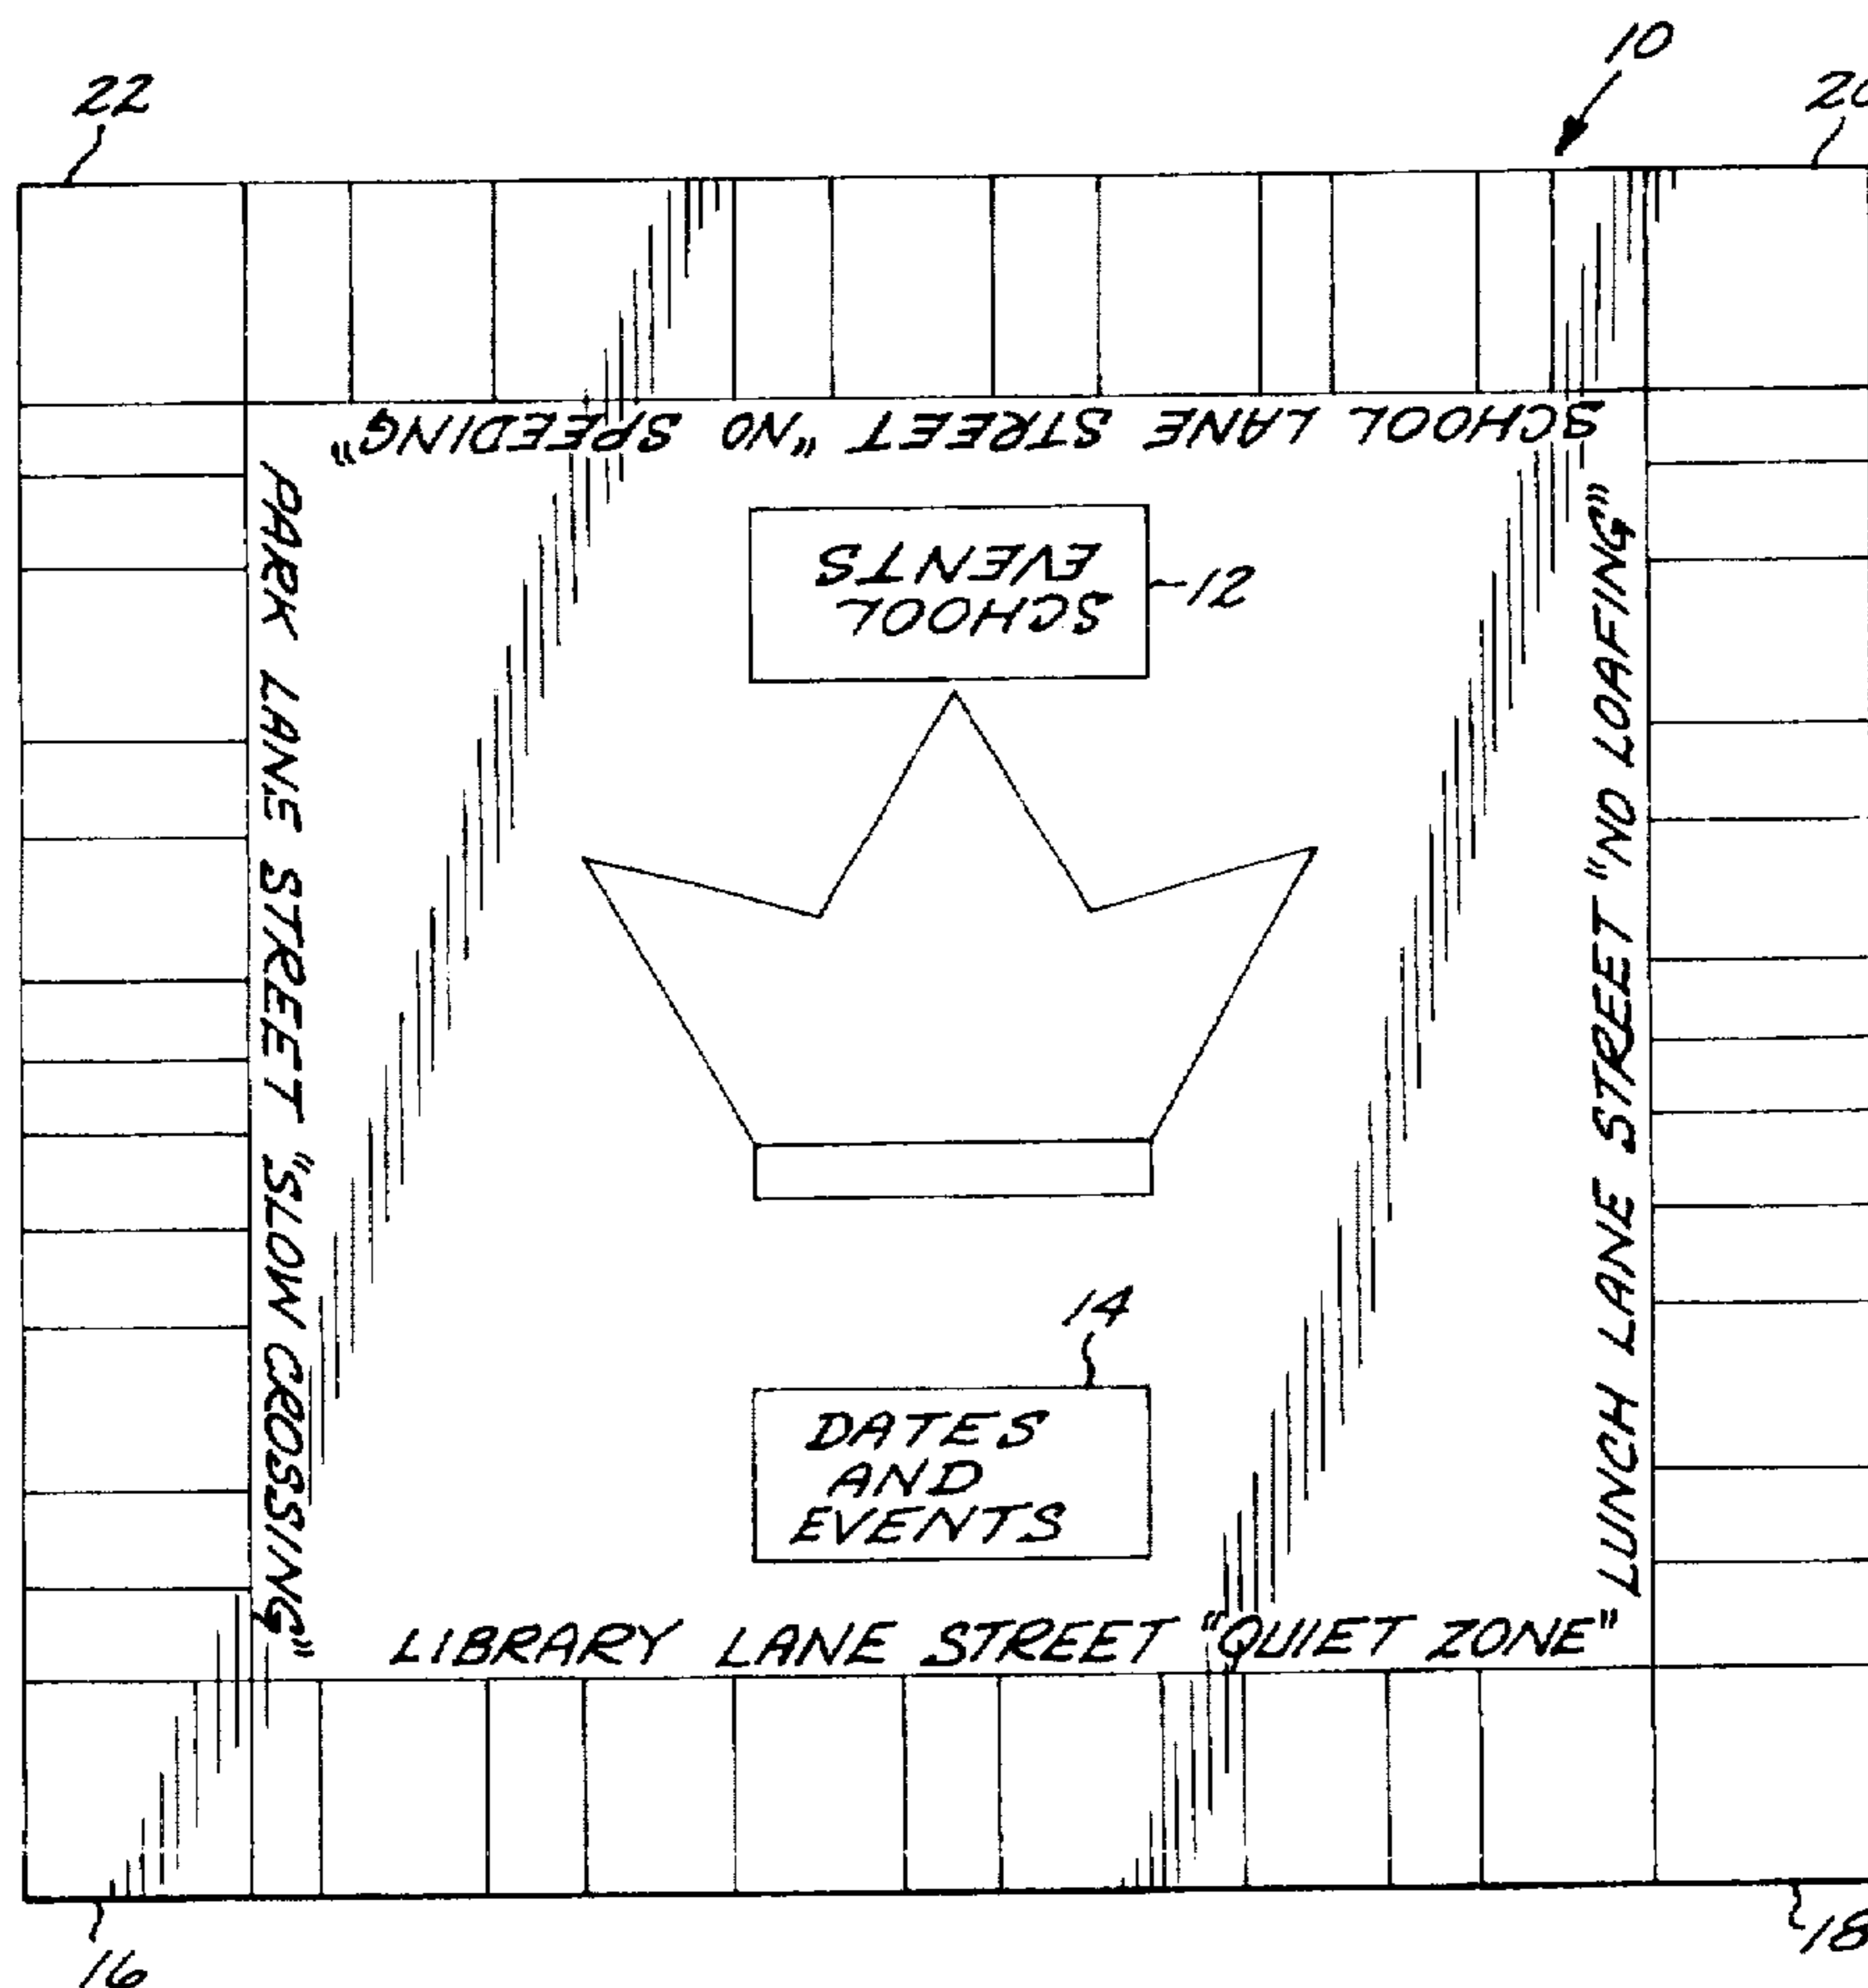 10
22
20
SCHOOL LANE STREET "NO SPEEDING"
SCHOOL
EVENTS
12
PARK LANE STREET "SLOW CROSSING"
LUNCH LANE STREET "NO LOAFING"
14
DATES
AND
EVENTS
LIBRARY LANE STREET "QUIET ZONE"
16
18